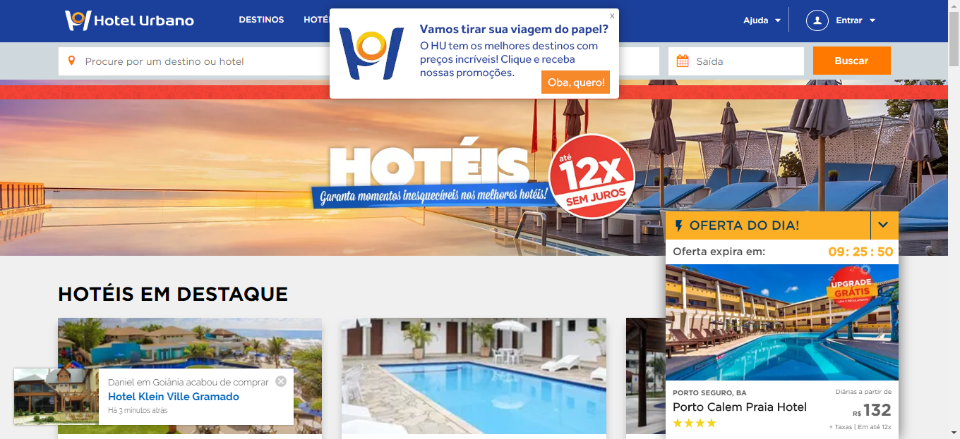 Hotel Urbano
DESTINOS
Vamos tirar sua viagem do papel?
O HU tem os melhores destinos com
preços incríveis! Clique e receba
nossas promoções.
Oba, quero!
x
Ajuda
Entrar
Procure por um destino ou hotel
Saída
Buscar
HOTÉIS
Garanta momentos inesquecíveis nos melhores hotéis!
até
12x
SEM JUROS
OFERTA DO DIA!
Oferta expira em:
09: 25: 50
UPGRADE
GRÁTIS
PORTO SEGURO, BA
Porto Calem Praia Hotel
Diárias a partir de
R$ 132
+ Taxas | Em até 12x
HOTÉIS EM DESTAQUE
Daniel em Goiânia acabou de comprar
Hotel Klein Ville Gramado
Há 3 minutos atrás